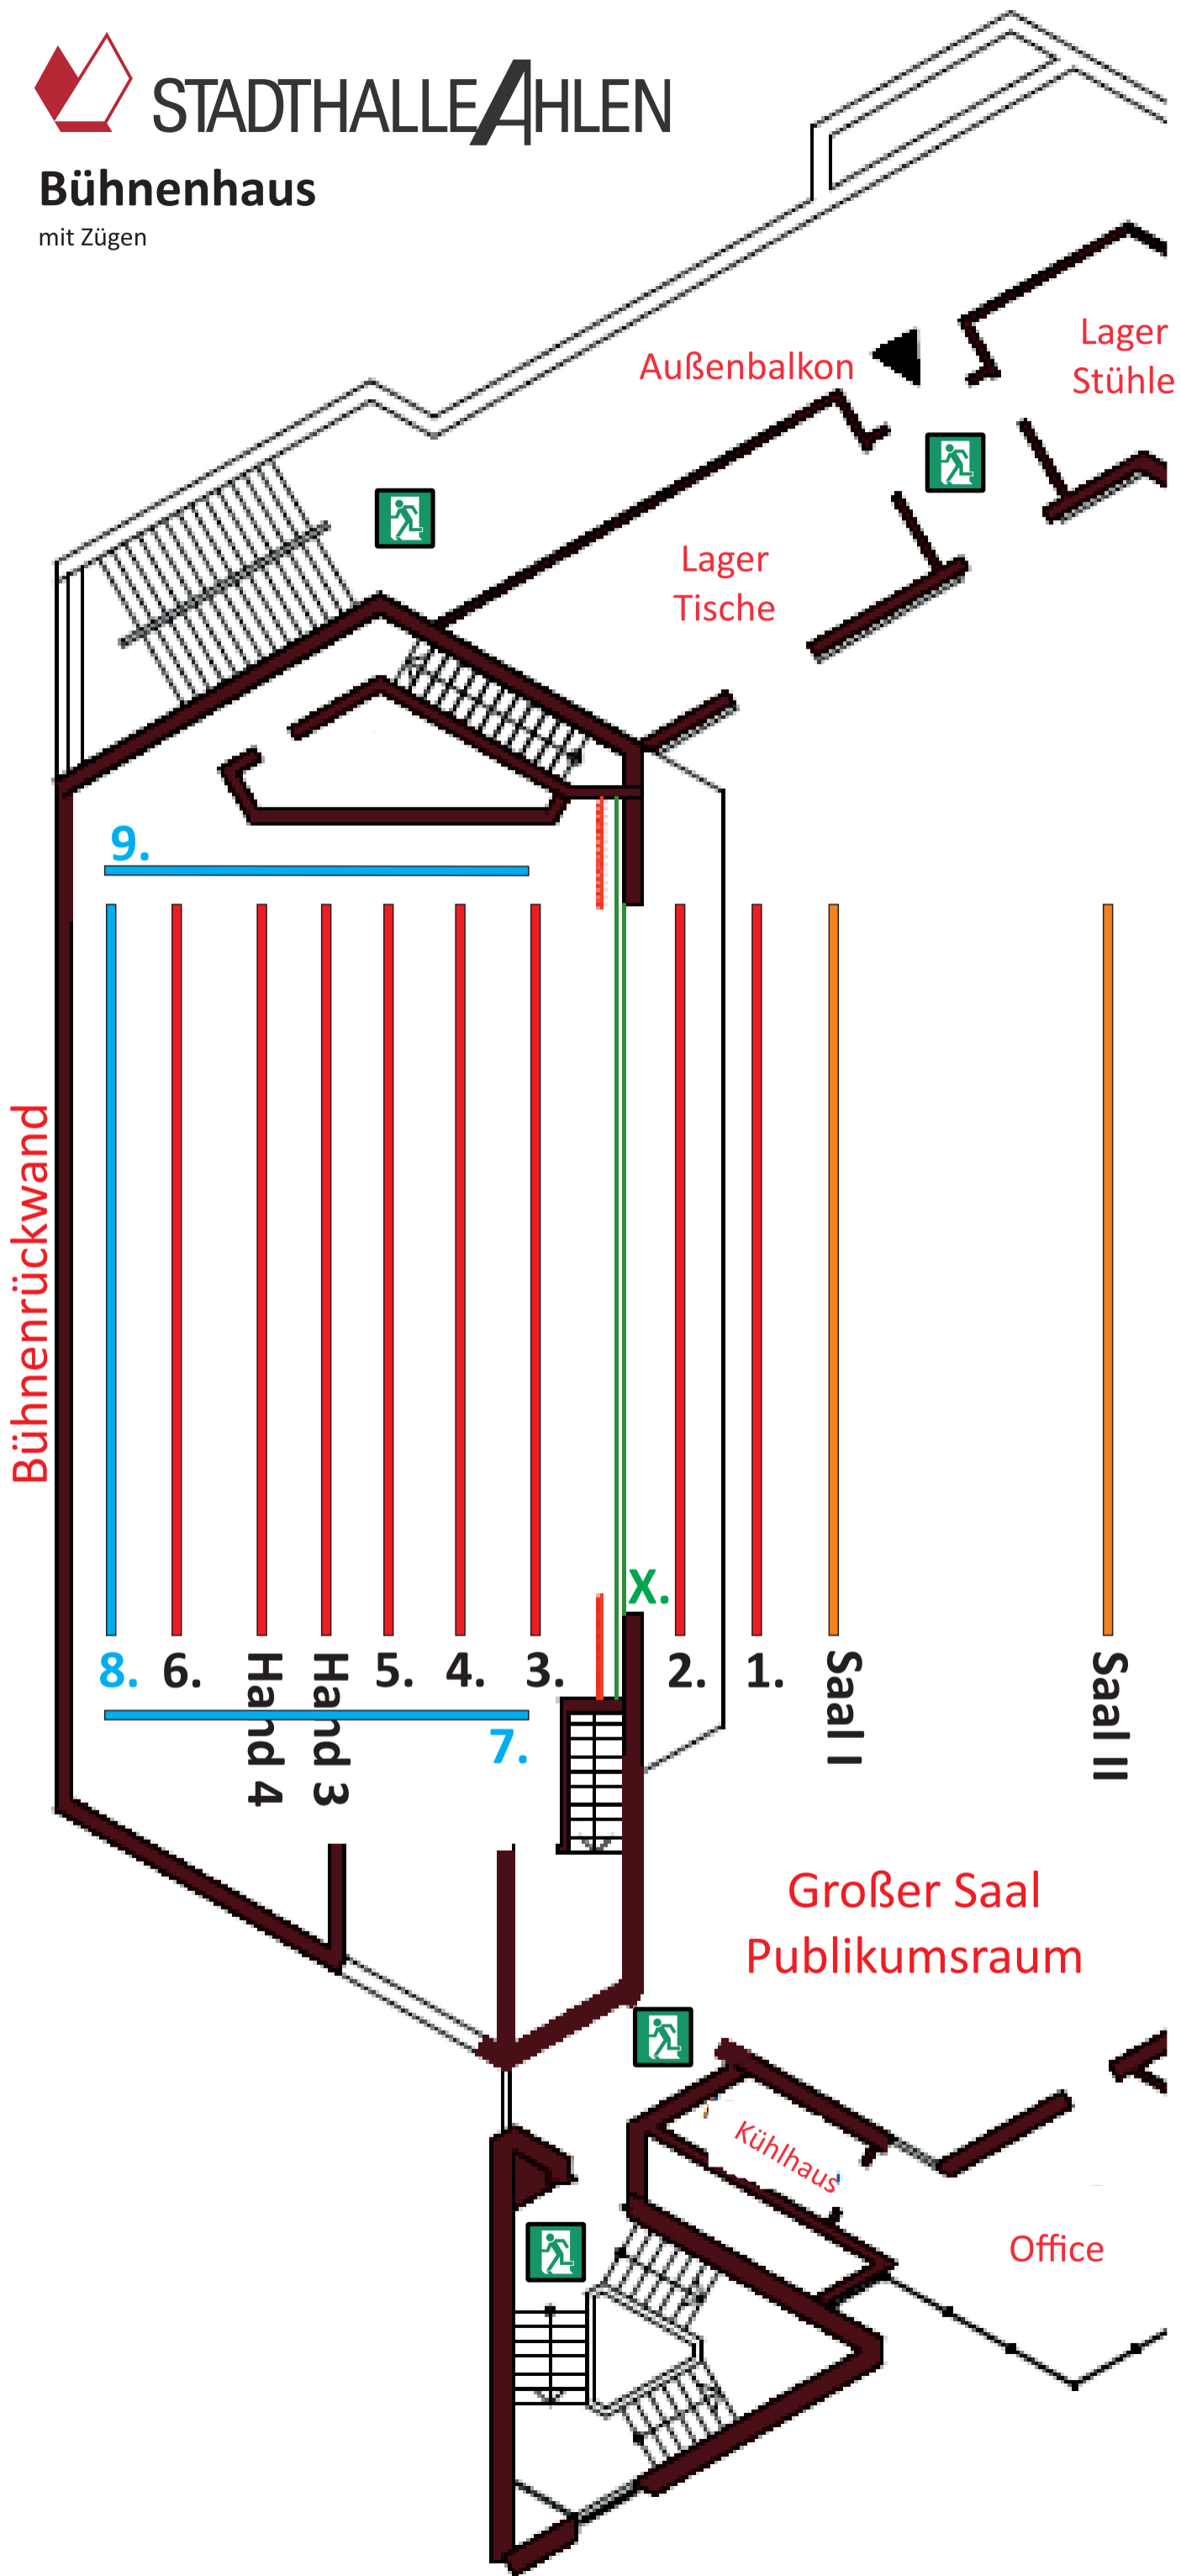 STADTHALLE AHLEN
Bühnenhaus
mit Zügen
Außenbalkon
Lager
Stühle
Lager
Tische
9.
Bühnenrückwand
X.
8.
6.
Hand 4
Hand 3
5.
4.
3.
2.
1.
Saal I
Saal II
7.
Großer Saal
Publikumsraum
Kühlhaus
Office